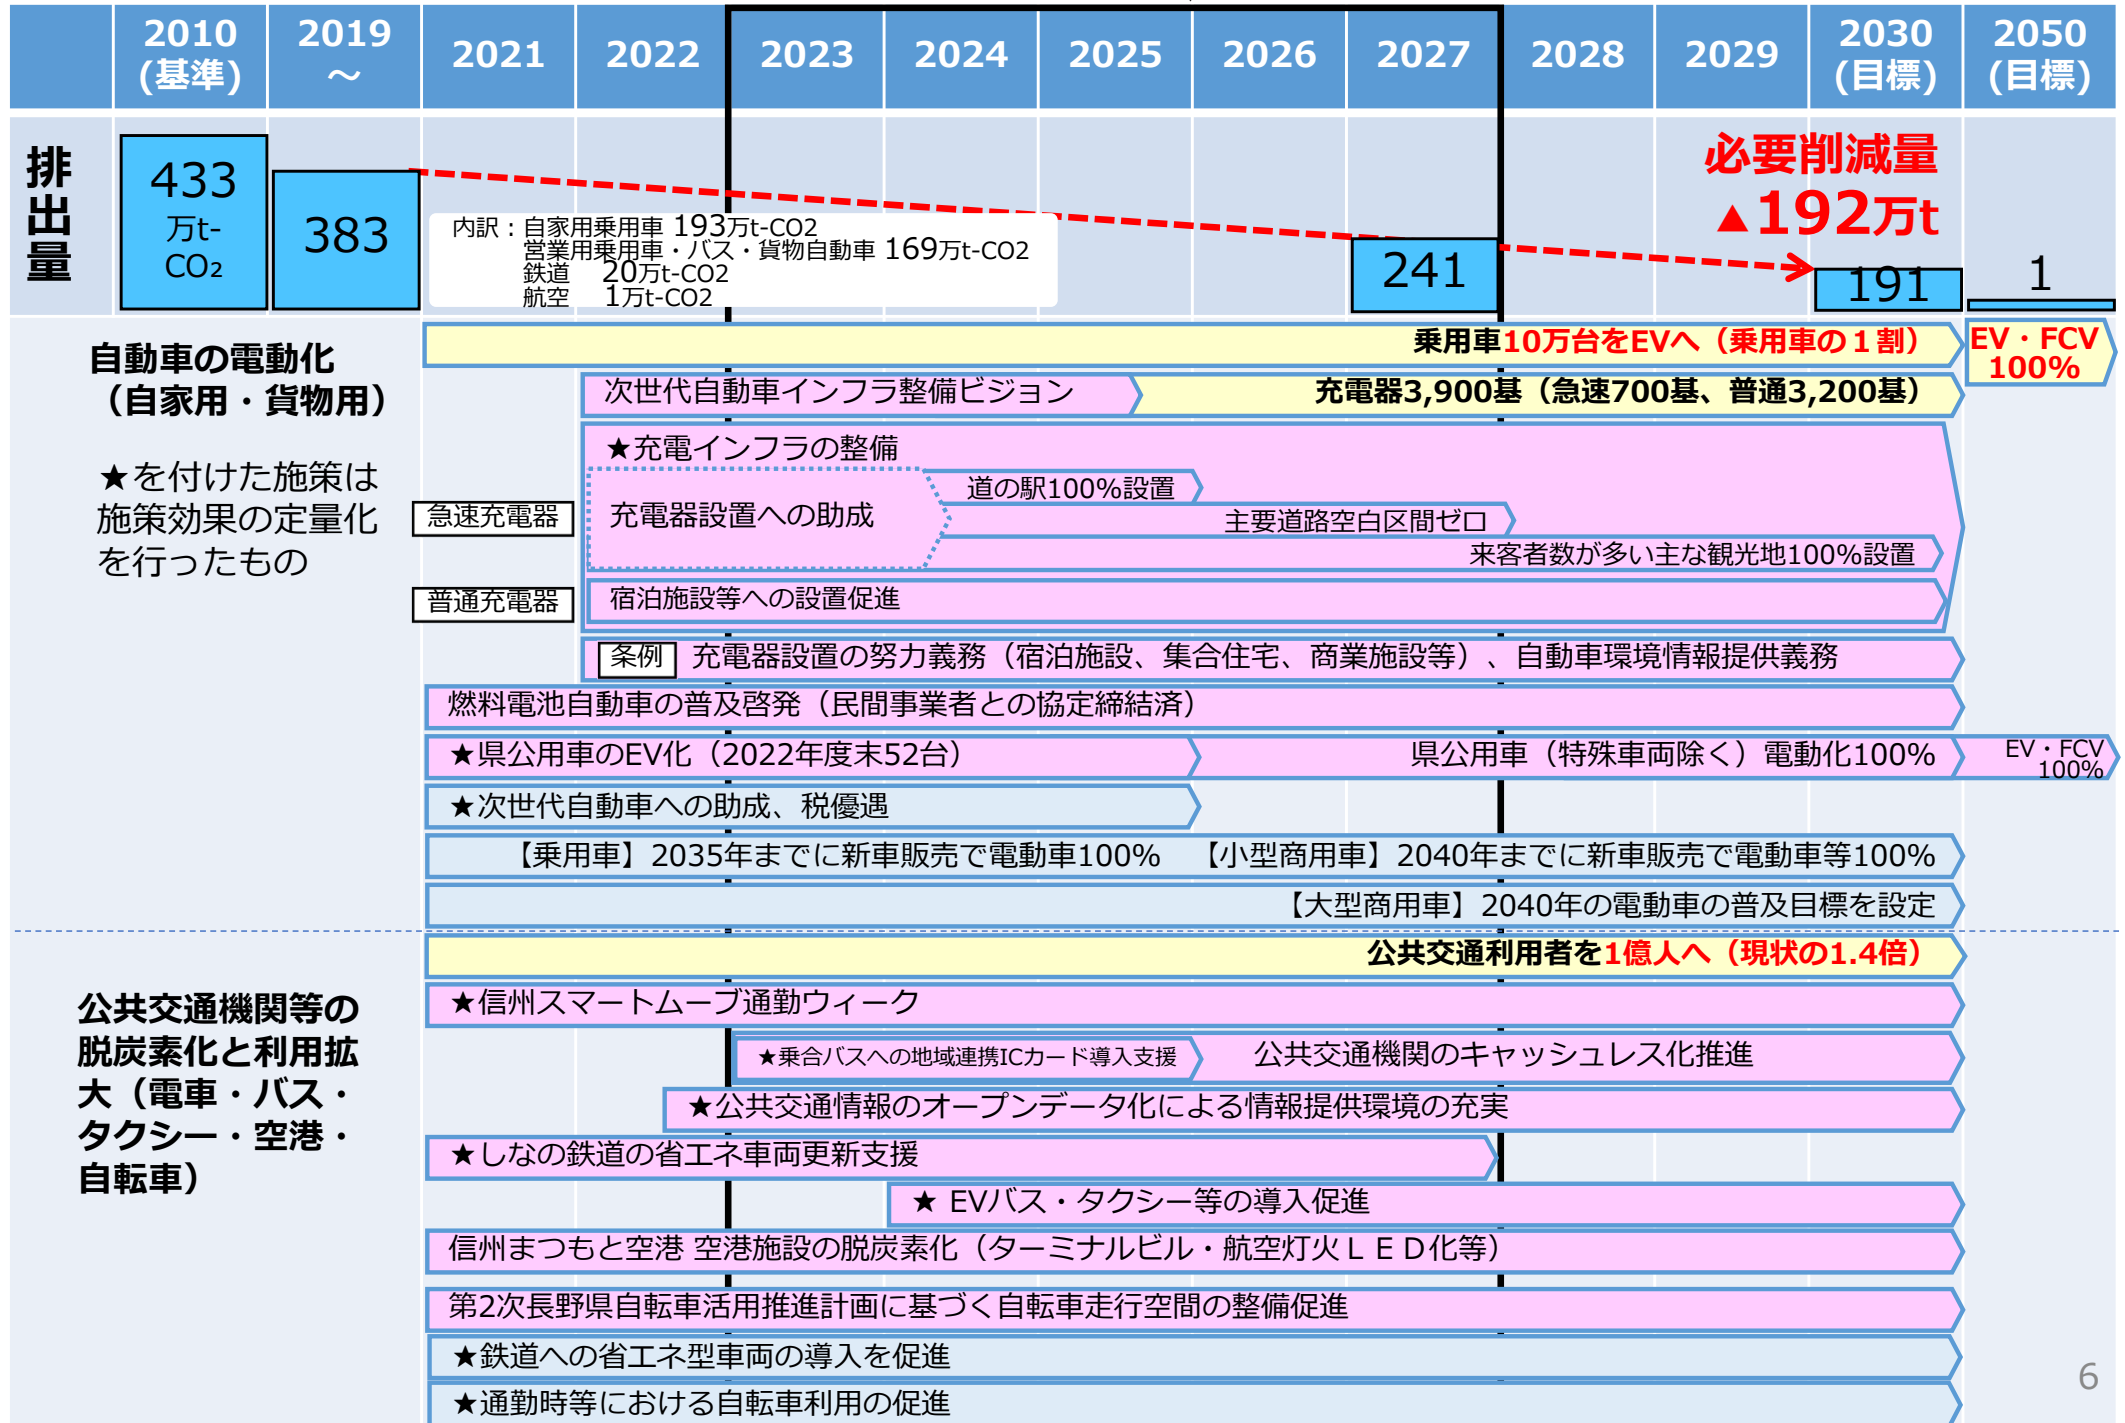 2010
(基準)
2019
～
2021
2022
2023
2024
2025
2026
2027
2028
2029
2030
(目標)
2050
(目標)
排出量
433
万t-
CO₂
383
内訳：自家用乗用車 193万t-CO2
営業用乗用車・バス・貨物自動車 169万t-CO2
鉄道 20万t-CO2
航空 1万t-CO2
241
必要削減量
▲192万t
191
1
自動車の電動化
（自家用・貨物用）
★を付けた施策は
施策効果の定量化
を行ったもの
乗用車10万台をEVへ（乗用車の１割）
EV・FCV
100%
次世代自動車インフラ整備ビジョン
充電器3,900基（急速700基、普通3,200基）
★充電インフラの整備
急速充電器
充電器設置への助成
道の駅100%設置
主要道路空白区間ゼロ
来客者数が多い主な観光地100%設置
普通充電器
宿泊施設等への設置促進
条例 充電器設置の努力義務（宿泊施設、集合住宅、商業施設等）、自動車環境情報提供義務
燃料電池自動車の普及啓発（民間事業者との協定締結済）
★県公用車のEV化（2022年度末52台）
県公用車（特殊車両除く）電動化100%
EV・FCV
100%
★次世代自動車への助成、税優遇
【乗用車】2035年までに新車販売で電動車100% 【小型商用車】2040年までに新車販売で電動車等100%
【大型商用車】2040年の電動車の普及目標を設定
公共交通機関等の
脱炭素化と利用拡
大（電車・バス・
タクシー・空港・
自転車）
公共交通利用者を1億人へ（現状の1.4倍）
★信州スマートムーブ通勤ウィーク
★乗合バスへの地域連携ICカード導入支援
公共交通機関のキャッシュレス化推進
★公共交通情報のオープンデータ化による情報提供環境の充実
★しなの鉄道の省エネ車両更新支援
★ EVバス・タクシー等の導入促進
信州まつもと空港 空港施設の脱炭素化（ターミナルビル・航空灯火ＬＥＤ化等）
第2次長野県自転車活用推進計画に基づく自転車走行空間の整備促進
★鉄道への省エネ型車両の導入を促進
★通勤時等における自転車利用の促進
6